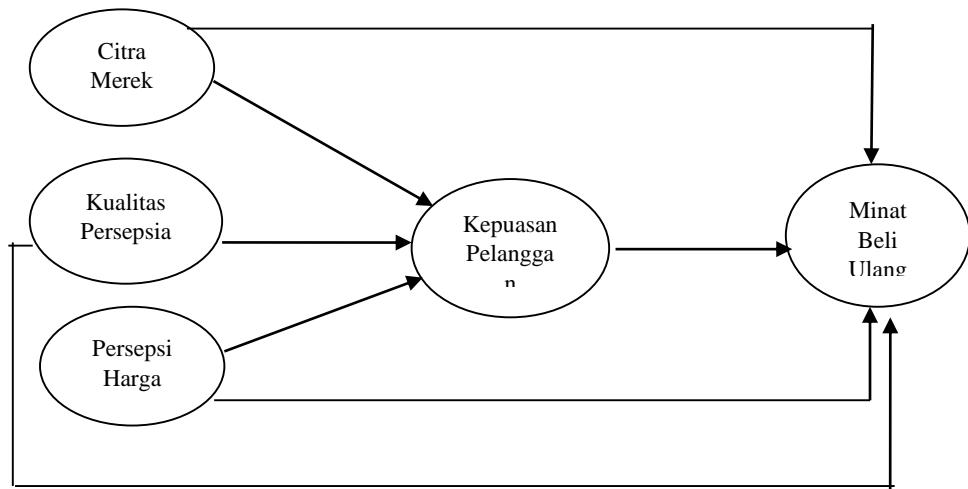 Citra
Merek
Kualitas
Persepsia
Persepsi
Harga
Kepuasan
Pelangga
n
Minat
Beli
Ulang